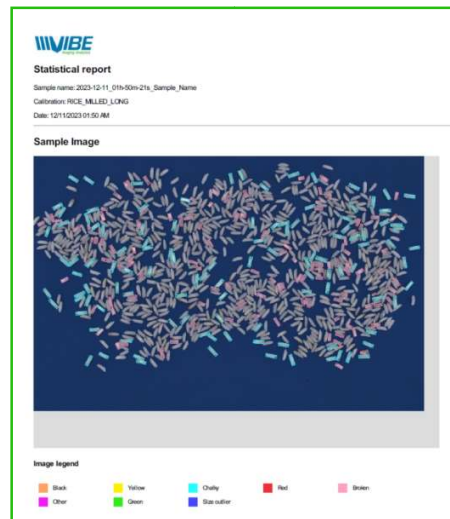 VIBE
Statistical report
Sample name: 2023-12-11_01h-50m-21s_Sample_Name
Calibration: RICE_MILLED_LONG
Date: 12/11/2023 01:50 AM
Sample Image
Image legend
Black Yellow Chalky Red Broken
Other Green Size outlier